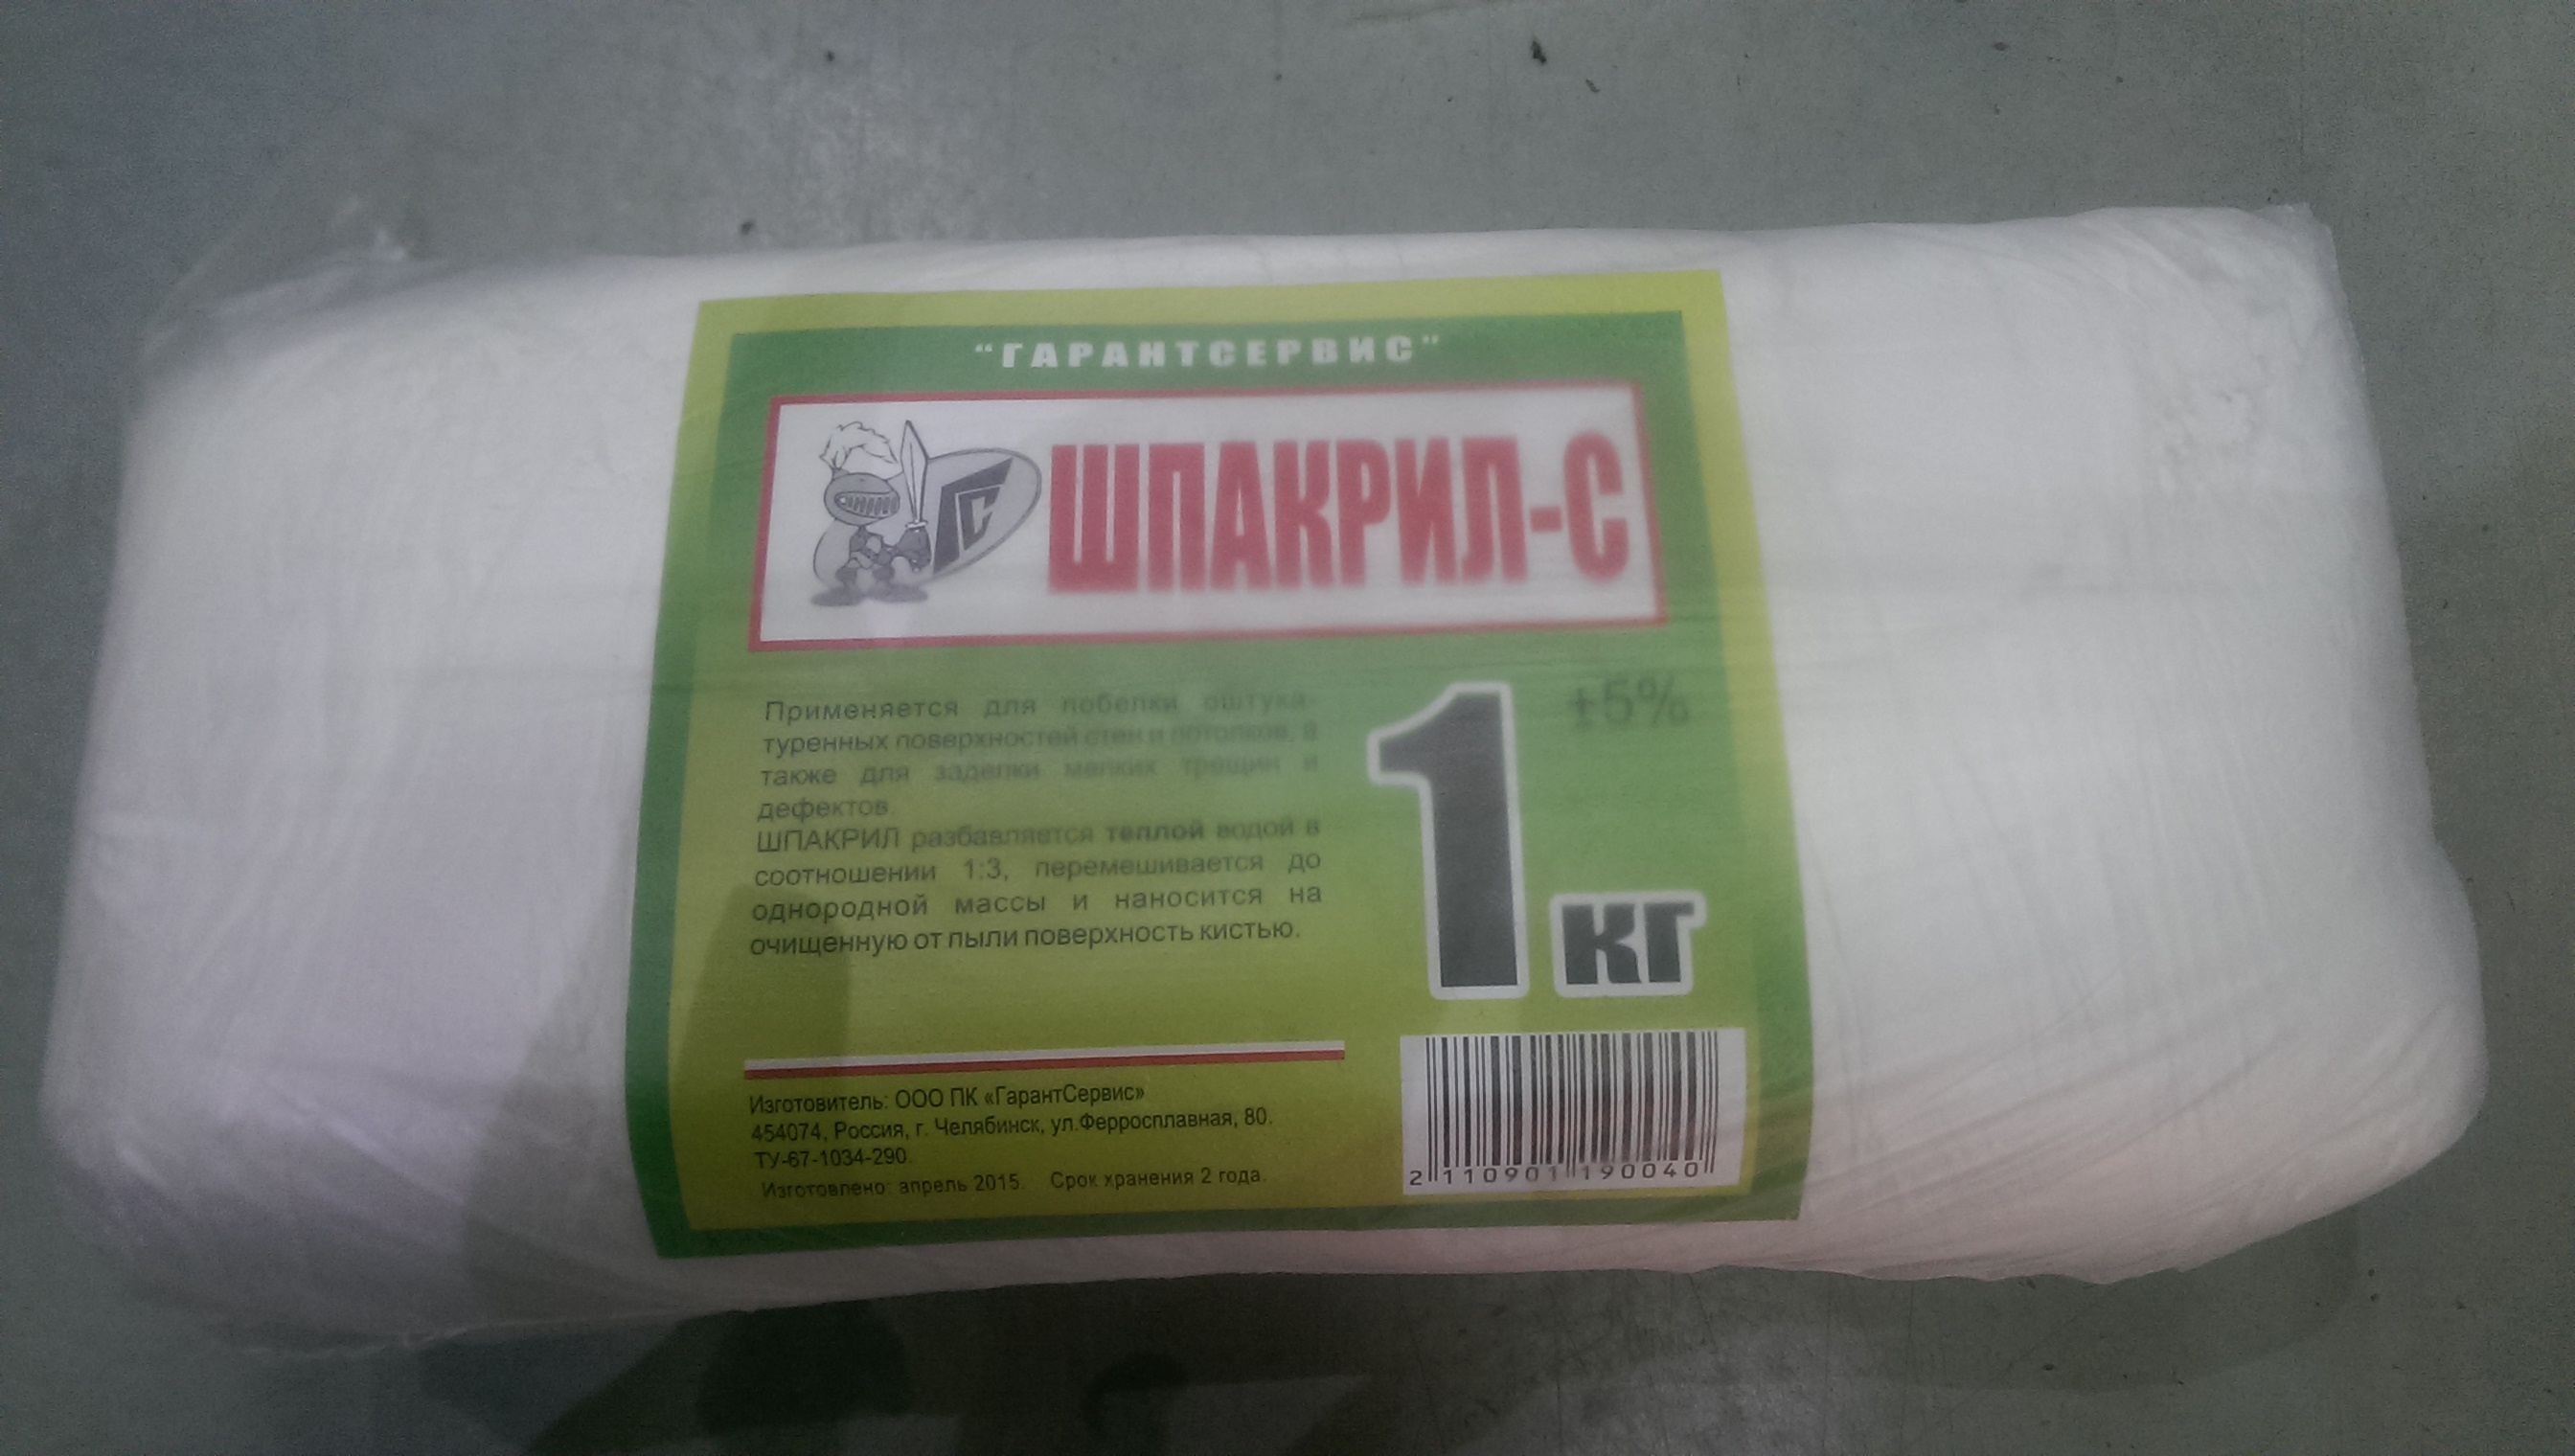 "ГАРАНТСЕРВИС"
ГС
ШПАКРИЛ-С
Применяется для побелки оштука-
туренных поверхностей стен и потолков, а
также для заделки мелких трещин и
дефектов.
ШПАКРИЛ разбавляется теплой водой в
соотношении 1:3, перемешивается до
однородной массы и наносится на
очищенную от пыли поверхность кистью.
±5%
1 кг
Изготовитель: ООО ПК «ГарантСервис»
454074, Россия, г. Челябинск, ул.Ферросплавная, 80.
ТУ-67-1034-290.
Изготовлено: апрель 2015. Срок хранения 2 года.
2 110901 190040